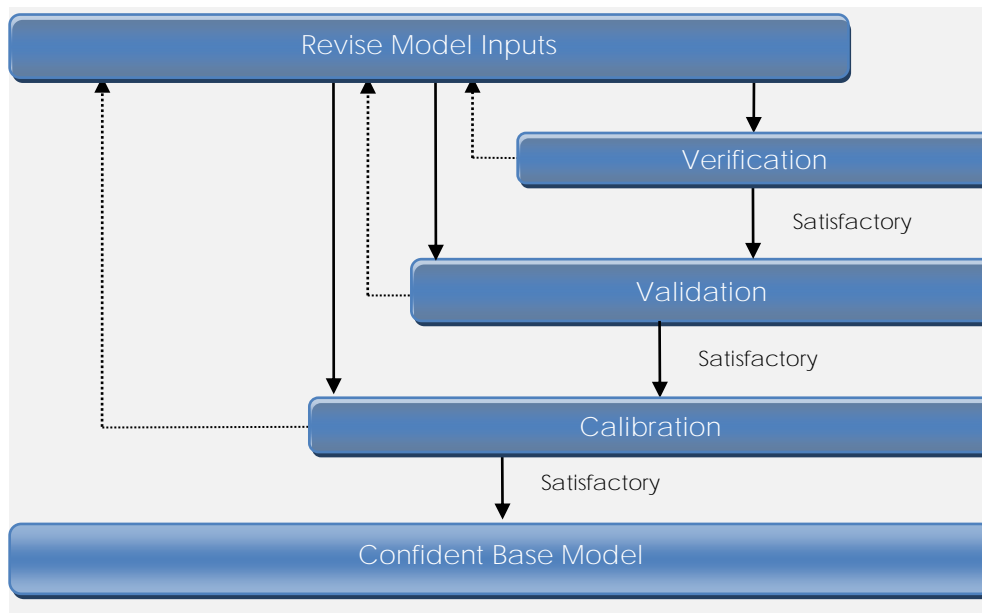 Revise Model Inputs
Verification
Satisfactory
Validation
Satisfactory
Calibration
Satisfactory
Confident Base Model